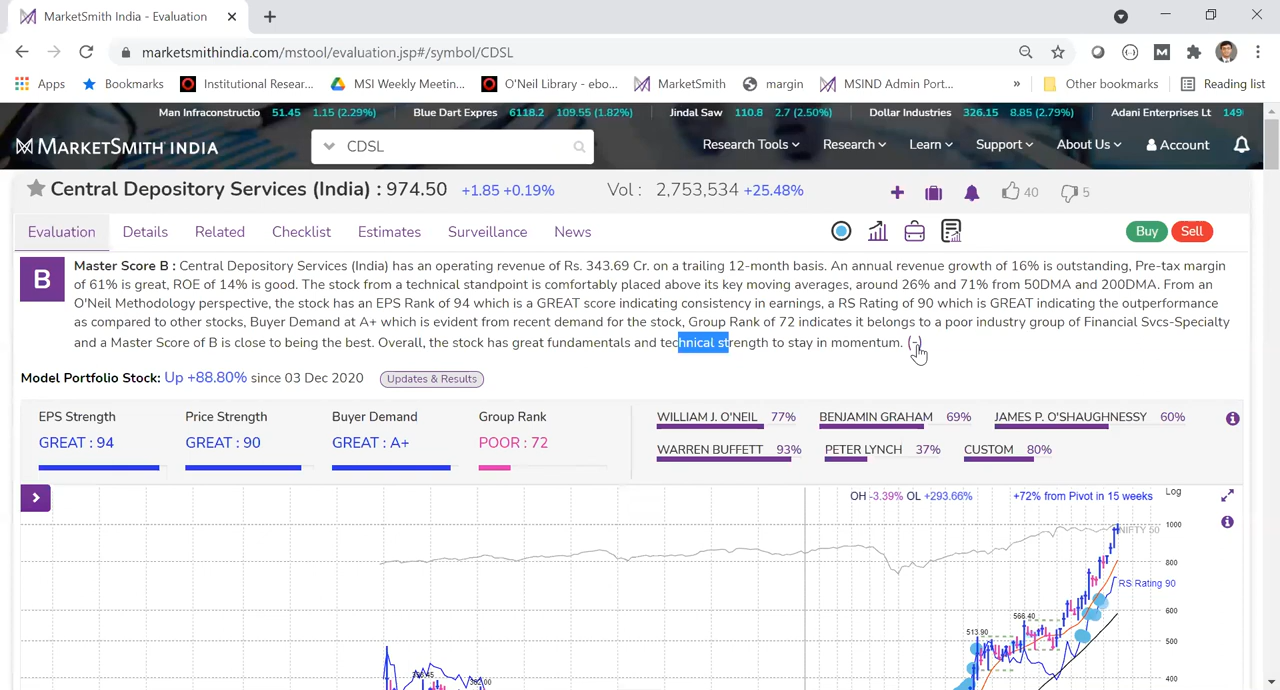 MarketSmith India - Evaluation
marketsmithindia.com/mstool/evaluation.jsp#/symbol/CDSL
Apps Bookmarks Institutional Resear... MSI Weekly Meetin... O'Neil Library - ebo... MarketSmith margin MSIND Admin Port... » Other bookmarks Reading list
Man Infraconstructio 51.45 1.15 (2.29%) Blue Dart Expres 6118.2 109.55 (1.82%) Jindal Saw 110.8 2.7 (2.50%) Dollar Industries 326.15 8.85 (2.79%) Adani Enterprises Lt
MARKETSMITH INDIA CDSL Research Tools Research Learn Support About Us Account
Central Depository Services (India) : 974.50 +1.85 +0.19% Vol : 2,753,534 +25.48% 40 5
Evaluation Details Related Checklist Estimates Surveillance News Buy Sell
B
Master Score B : Central Depository Services (India) has an operating revenue of Rs. 343.69 Cr. on a trailing 12-month basis. An annual revenue growth of 16% is outstanding, Pre-tax margin
of 61% is great, ROE of 14% is good. The stock from a technical standpoint is comfortably placed above its key moving averages, around 26% and 71% from 50DMA and 200DMA. From an
O'Neil Methodology perspective, the stock has an EPS Rank of 94 which is a GREAT score indicating consistency in earnings, a RS Rating of 90 which is GREAT indicating the outperformance
as compared to other stocks, Buyer Demand at A+ which is evident from recent demand for the stock, Group Rank of 72 indicates it belongs to a poor industry group of Financial Svcs-Specialty
and a Master Score of B is close to being the best. Overall, the stock has great fundamentals and technical strength to stay in momentum. (-)
Model Portfolio Stock: Up +88.80% since 03 Dec 2020 Updates & Results
EPS Strength Price Strength Buyer Demand Group Rank
GREAT : 94 GREAT : 90 GREAT : A+ POOR : 72
WILLIAM J. O'NEIL 77% BENJAMIN GRAHAM 69% JAMES P. O'SHAUGHNESSY 60%
WARREN BUFFETT 93% PETER LYNCH 37% CUSTOM 80%
OH -3.39% OL +293.66% +72% from Pivot in 15 weeks Log
1000
NIFTY 50
800
RS Rating 90
600
566.40
513.90
500
400